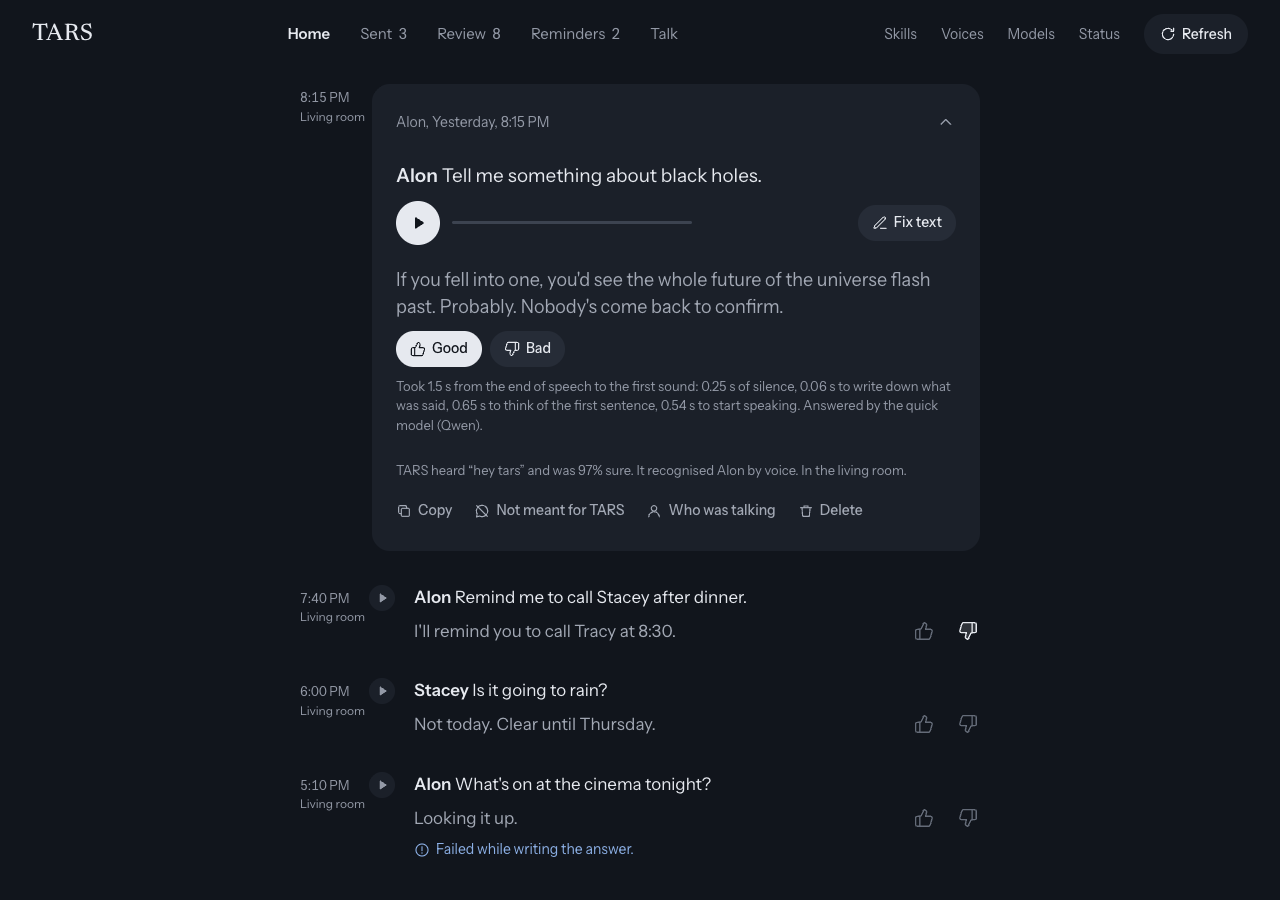 TARS
Home
Sent 3
Review 8
Reminders 2
Talk
Skills
Voices
Models
Status
Refresh
8:15 PM
Living room
Alon, Yesterday, 8:15 PM
Alon Tell me something about black holes.
Fix text
If you fell into one, you'd see the whole future of the universe flash
past. Probably. Nobody's come back to confirm.
Good
Bad
Took 1.5 s from the end of speech to the first sound: 0.25 s of silence, 0.06 s to write down what
was said, 0.65 s to think of the first sentence, 0.54 s to start speaking. Answered by the quick
model (Qwen).
TARS heard “hey tars” and was 97% sure. It recognised Alon by voice. In the living room.
Copy
Not meant for TARS
Who was talking
Delete
7:40 PM
Living room
Alon Remind me to call Stacey after dinner.
I'll remind you to call Tracy at 8:30.
6:00 PM
Living room
Stacey Is it going to rain?
Not today. Clear until Thursday.
5:10 PM
Living room
Alon What's on at the cinema tonight?
Looking it up.
Failed while writing the answer.